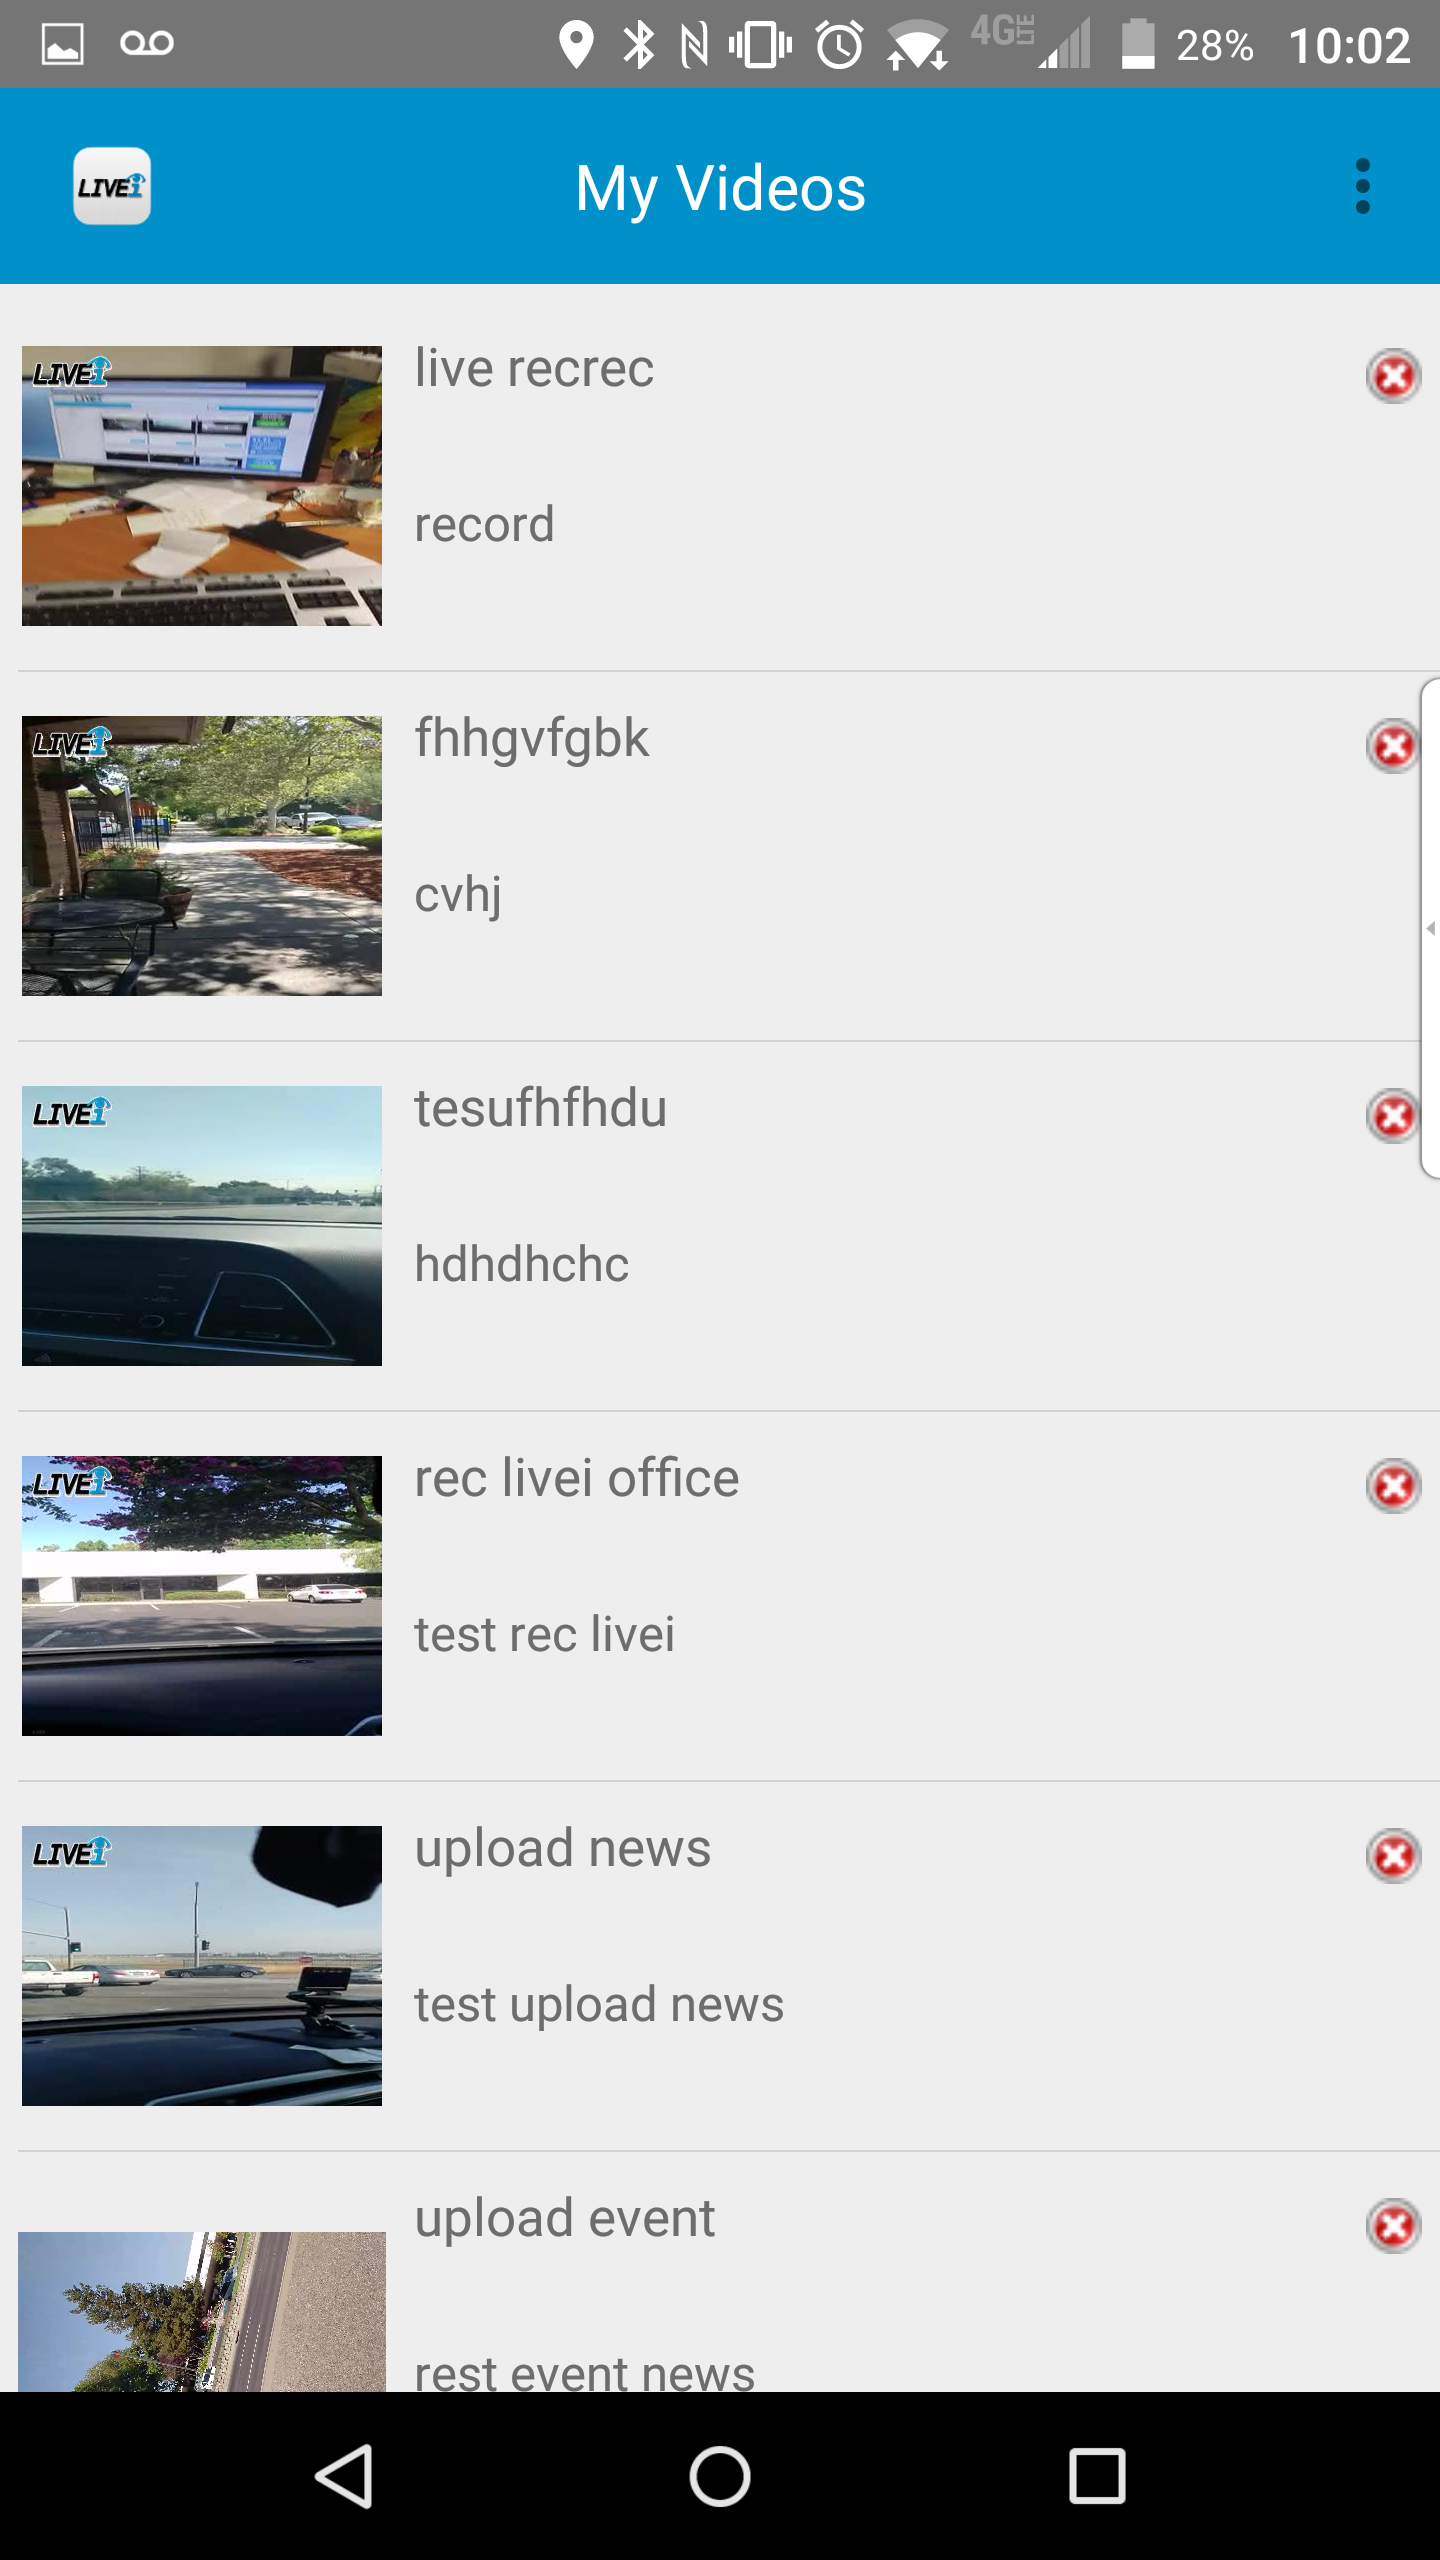 4G LTE 28% 10:02
LIVEi My Videos
LIVEi
live recrec
record
LIVEi
fhhgvfgbk
cvhj
LIVEi
tesufhfhdu
hdhdhchc
LIVEi
rec livei office
test rec livei
LIVEi
upload news
test upload news
upload event
rest event news